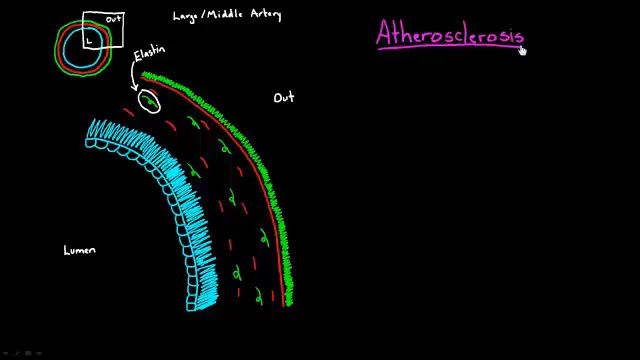 Large/Middle Artery
Atherosclerosis
Out
L
Elastin
Out
Lumen